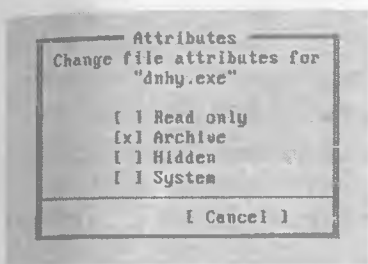 Attributes
Change file attributes for
"dnhy.exe"
[ ] Read only
[x] Archive
[ ] Hidden
[ ] System
[ Cancel ]